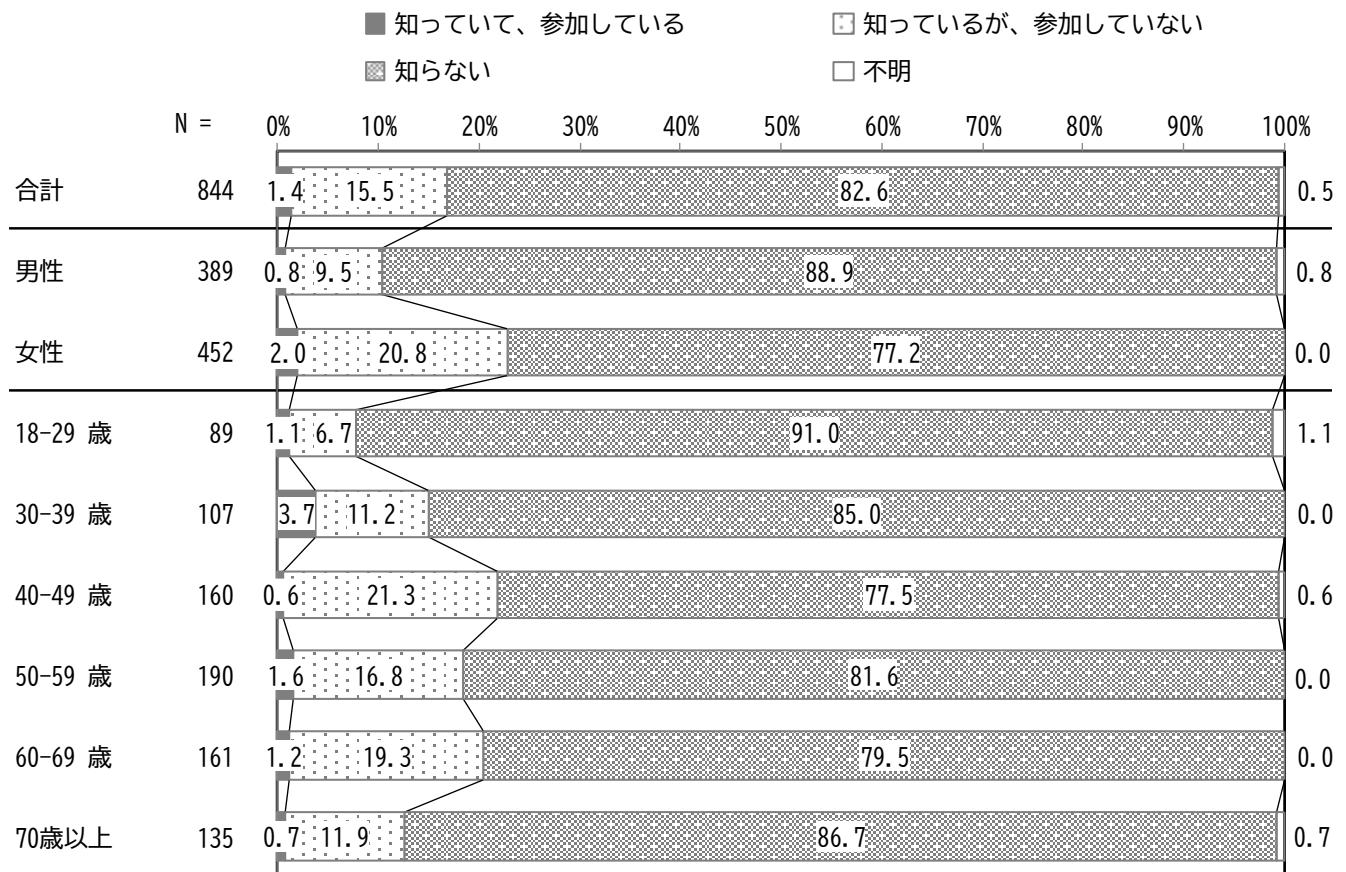 知っていて、参加している 知っているが、参加していない
知らない 不明
N = 0% 10% 20% 30% 40% 50% 60% 70% 80% 90% 100%
合計 844 1.4 15.5 82.6 0.5
男性 389 0.8 9.5 88.9 0.8
女性 452 2.0 20.8 77.2 0.0
18-29 歳 89 1.1 6.7 91.0 1.1
30-39 歳 107 3.7 11.2 85.0 0.0
40-49 歳 160 0.6 21.3 77.5 0.6
50-59 歳 190 1.6 16.8 81.6 0.0
60-69 歳 161 1.2 19.3 79.5 0.0
70歳以上 135 0.7 11.9 86.7 0.7